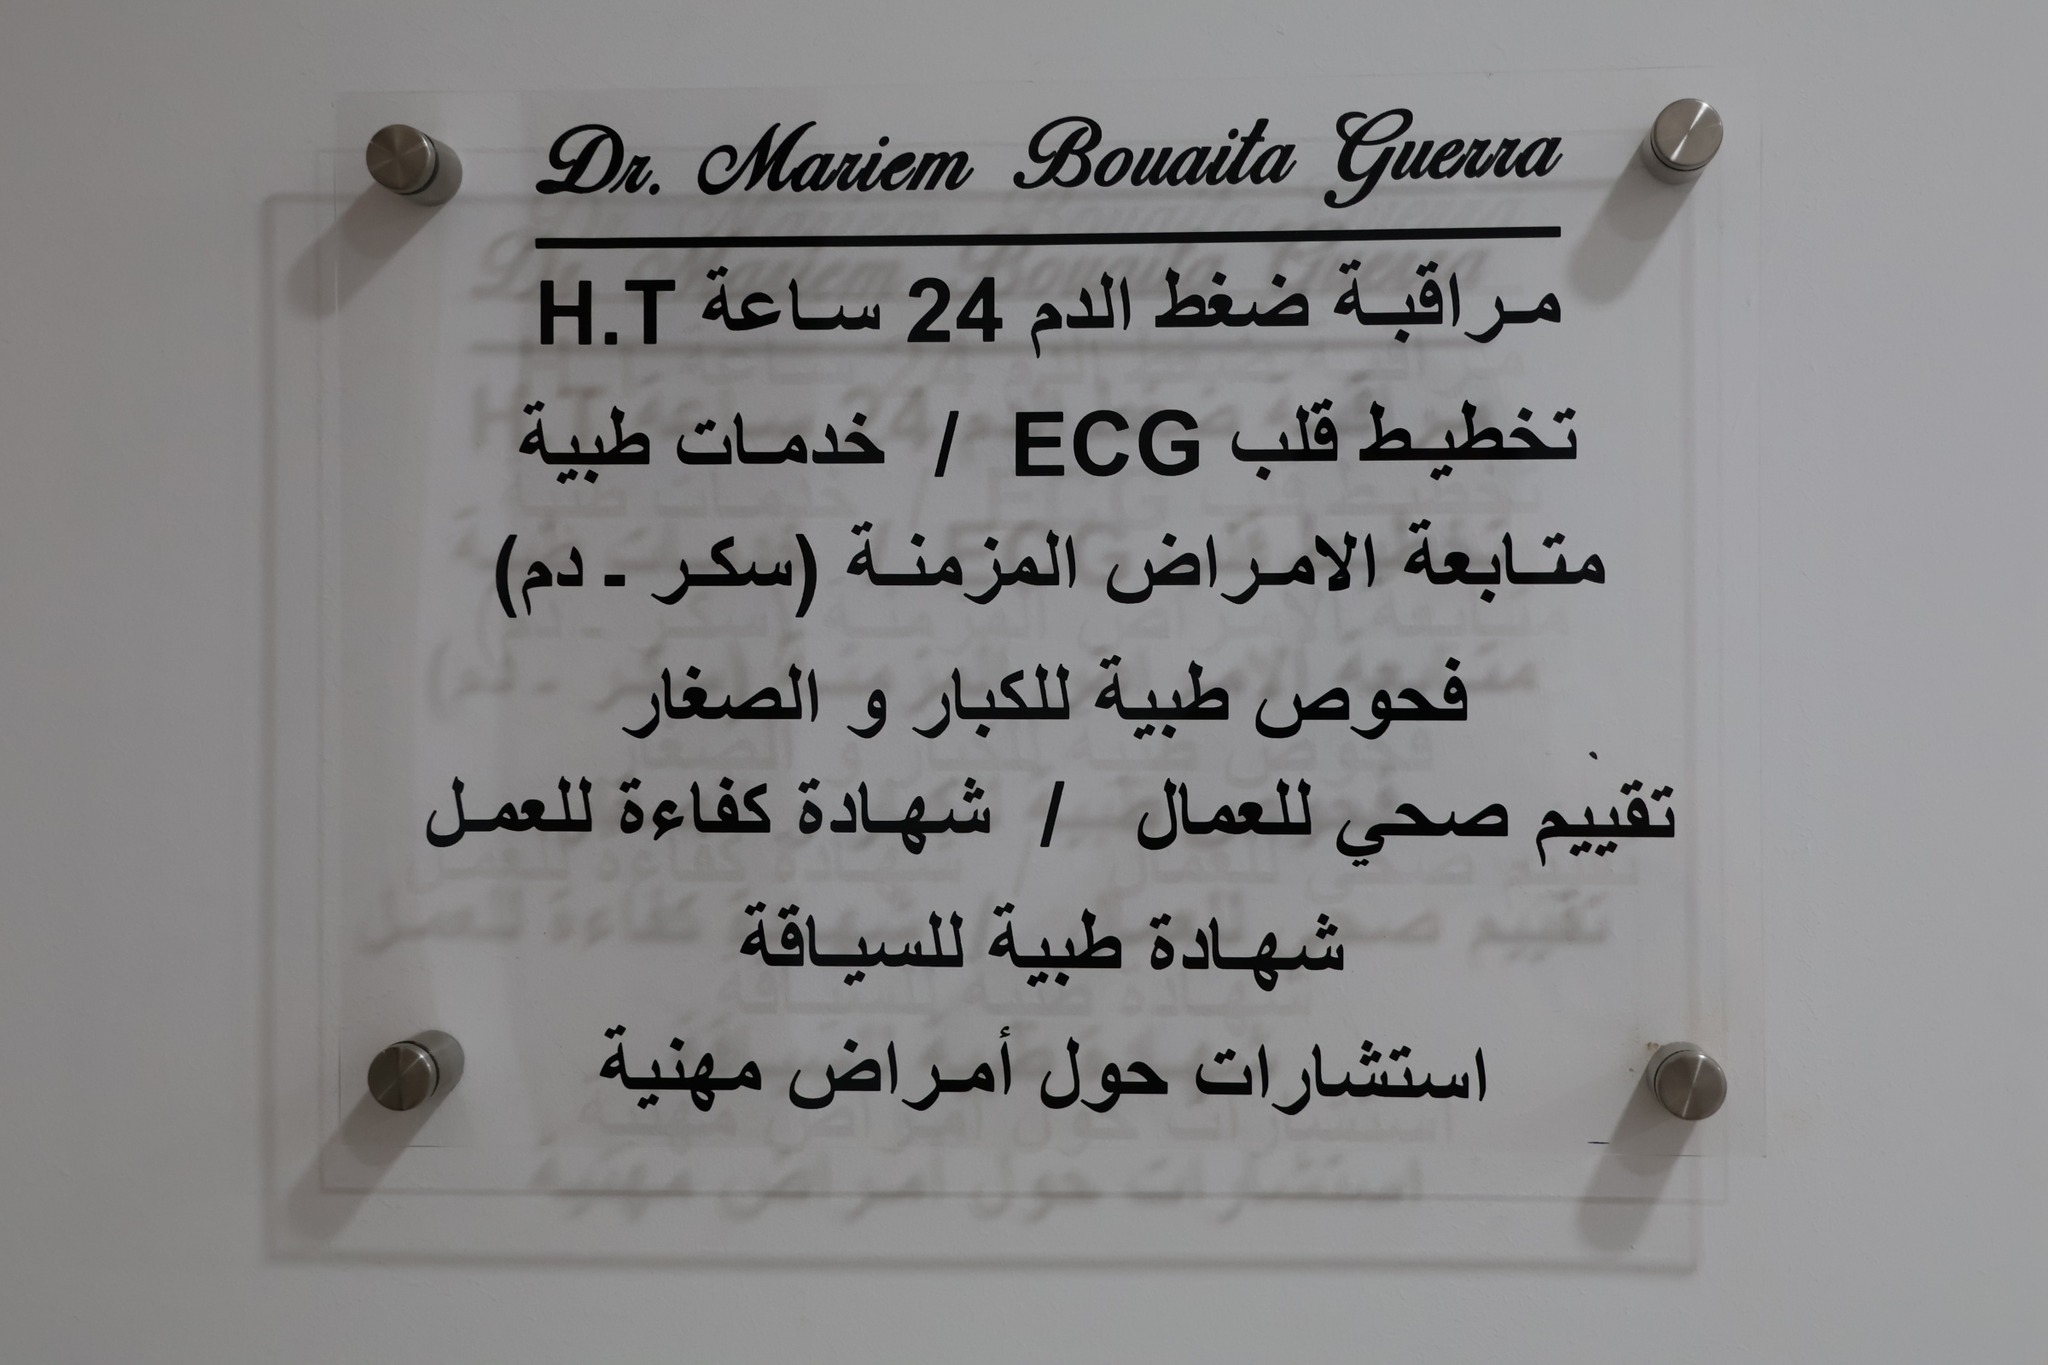 Dr. Mariem Bouaita Guerra
مراقبة ضغط الدم 24 ساعة H.T
تخطيط قلب ECG / خدمات طبية
متابعة الامراض المزمنة (سكر - دم)
فحوص طبية للكبار و الصغار
تقييم صحي للعمال / شهادة كفاءة للعمل
شهادة طبية للسياقة
استشارات حول أمراض مهنية